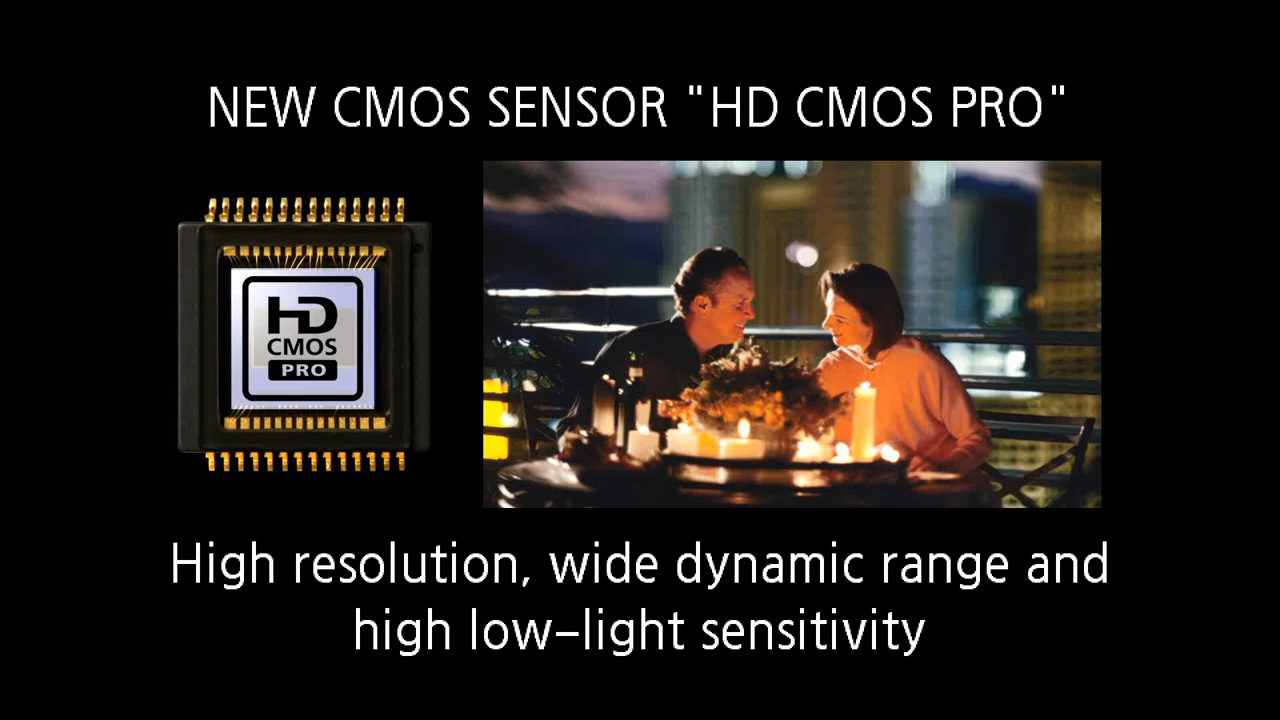 NEW CMOS SENSOR "HD CMOS PRO"
HD
CMOS
PRO
High resolution, wide dynamic range and
high low–light sensitivity